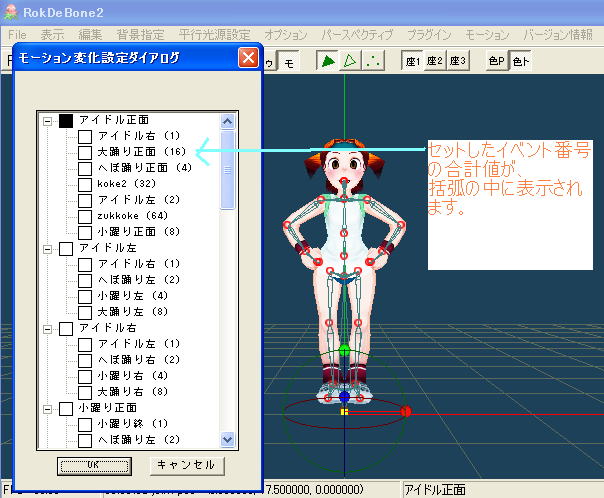 RokDeBone2
File 表示 編集 背景指定 平行光源設定 オプション パースペクティブ プラグイン モーション バージョン情報
モーション変化設定ダイアログ
モ 座1 座2 座3 色P 色ト
アイドル正面
アイドル右 (1)
大踊り正面 (16)
へぼ踊り正面 (4)
koke2 (32)
アイドル左 (2)
zukkoke (64)
小躍り正面 (8)
アイドル左
アイドル右 (1)
へぼ踊り左 (2)
小躍り左 (4)
大踊り左 (8)
アイドル右
アイドル左 (1)
へぼ踊り右 (2)
小躍り右 (4)
大踊り右 (8)
小躍り正面
小躍り終 (1)
へぼ踊り左 (2)
OK キャンセル
セットしたイベント番号
の合計値が、
括弧の中に表示され
ます。
7.500000, 0.000000) アイドル正面